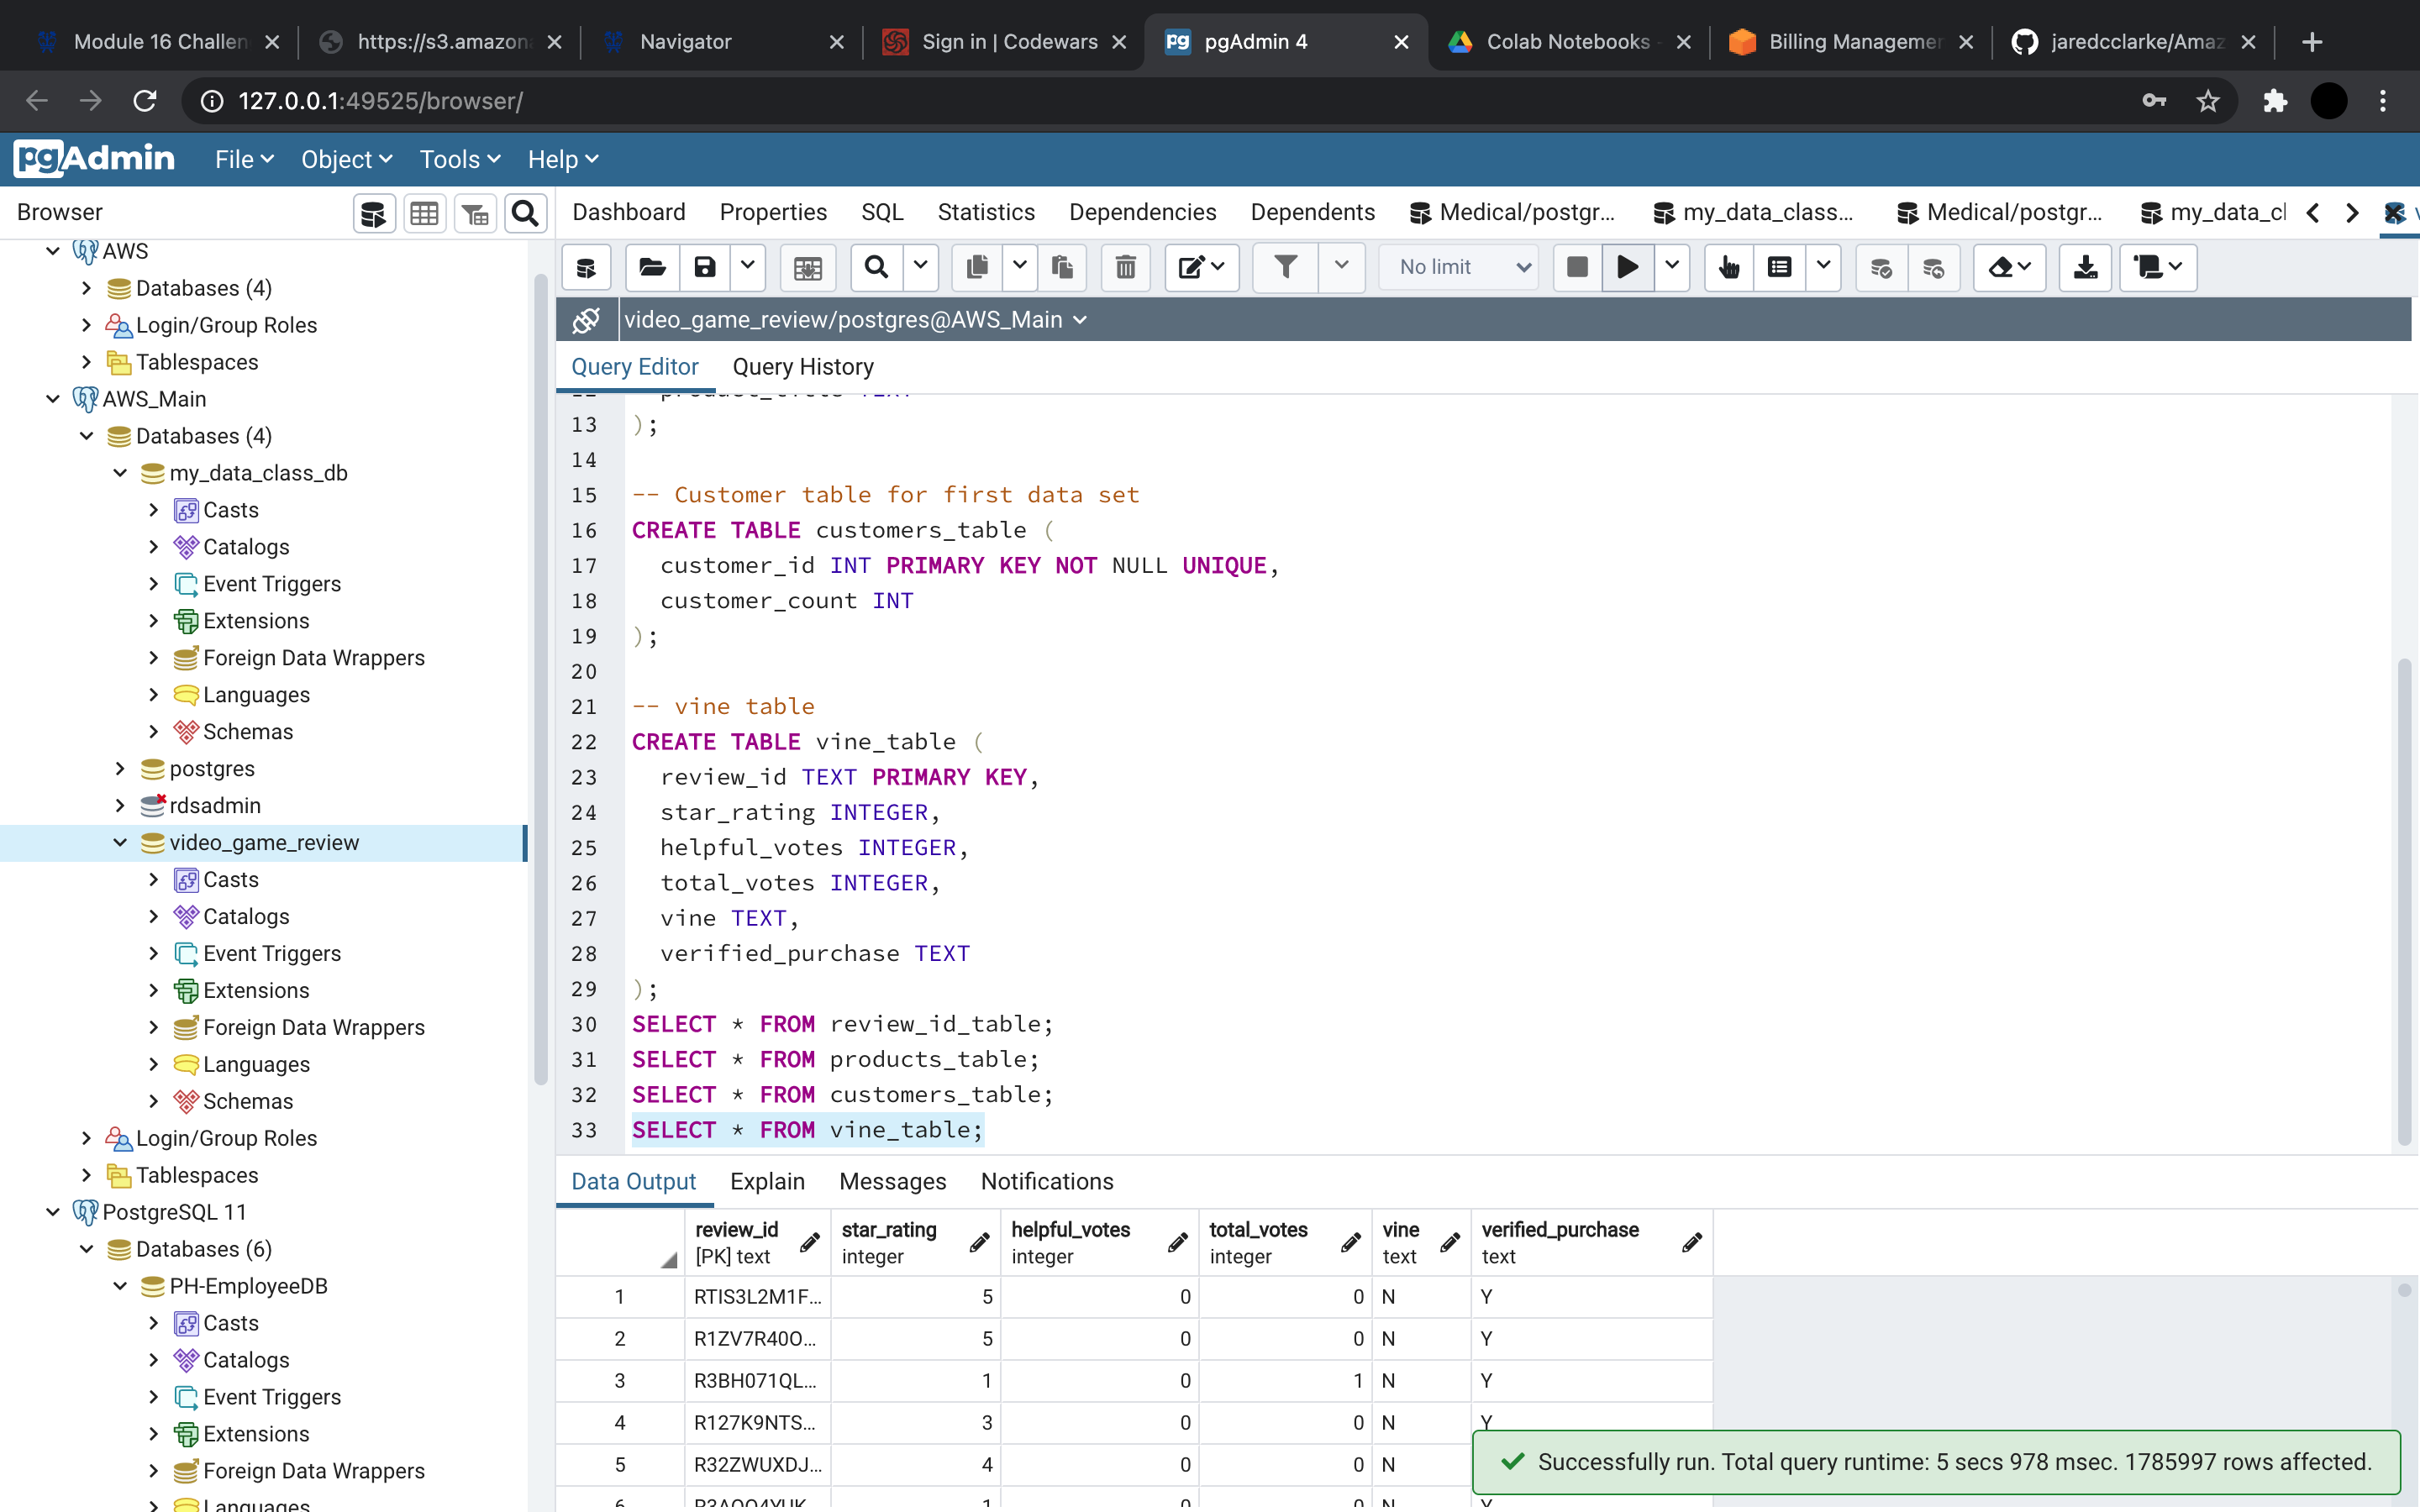 Module 16 Challen
https://s3.amazon
Navigator
Sign in | Codewars
pgAdmin 4
Colab Notebooks -
Billing Managemen
jaredcclarke/Amaz
127.0.0.1:49525/browser/
pgAdmin File Object Tools Help
Browser
Dashboard Properties SQL Statistics Dependencies Dependents Medical/postgr... my_data_class... Medical/postgr... my_data_cl
No limit
video_game_review/postgres@AWS_Main
Query Editor Query History
AWS
Databases (4)
Login/Group Roles
Tablespaces
AWS_Main
Databases (4)
my_data_class_db
Casts
Catalogs
Event Triggers
Extensions
Foreign Data Wrappers
Languages
Schemas
postgres
rdsadmin
video_game_review
Casts
Catalogs
Event Triggers
Extensions
Foreign Data Wrappers
Languages
Schemas
Login/Group Roles
Tablespaces
PostgreSQL 11
Databases (6)
PH-EmployeeDB
Casts
Catalogs
Event Triggers
Extensions
Foreign Data Wrappers
Languages
12 product_title TEXT
13 );
14
15 -- Customer table for first data set
16 CREATE TABLE customers_table (
17 customer_id INT PRIMARY KEY NOT NULL UNIQUE,
18 customer_count INT
19 );
20
21 -- vine table
22 CREATE TABLE vine_table (
23 review_id TEXT PRIMARY KEY,
24 star_rating INTEGER,
25 helpful_votes INTEGER,
26 total_votes INTEGER,
27 vine TEXT,
28 verified_purchase TEXT
29 );
30 SELECT * FROM review_id_table;
31 SELECT * FROM products_table;
32 SELECT * FROM customers_table;
33 SELECT * FROM vine_table;
Data Output Explain Messages Notifications
review_id star_rating helpful_votes total_votes vine verified_purchase
[PK] text integer integer integer text text
1 RTIS3L2M1F... 5 0 0 N Y
2 R1ZV7R40O... 5 0 0 N Y
3 R3BH071QL... 1 0 1 N Y
4 R127K9NTS... 3 0 0 N Y
5 R32ZWUXDJ... 4 0 0 N
Successfully run. Total query runtime: 5 secs 978 msec. 1785997 rows affected.